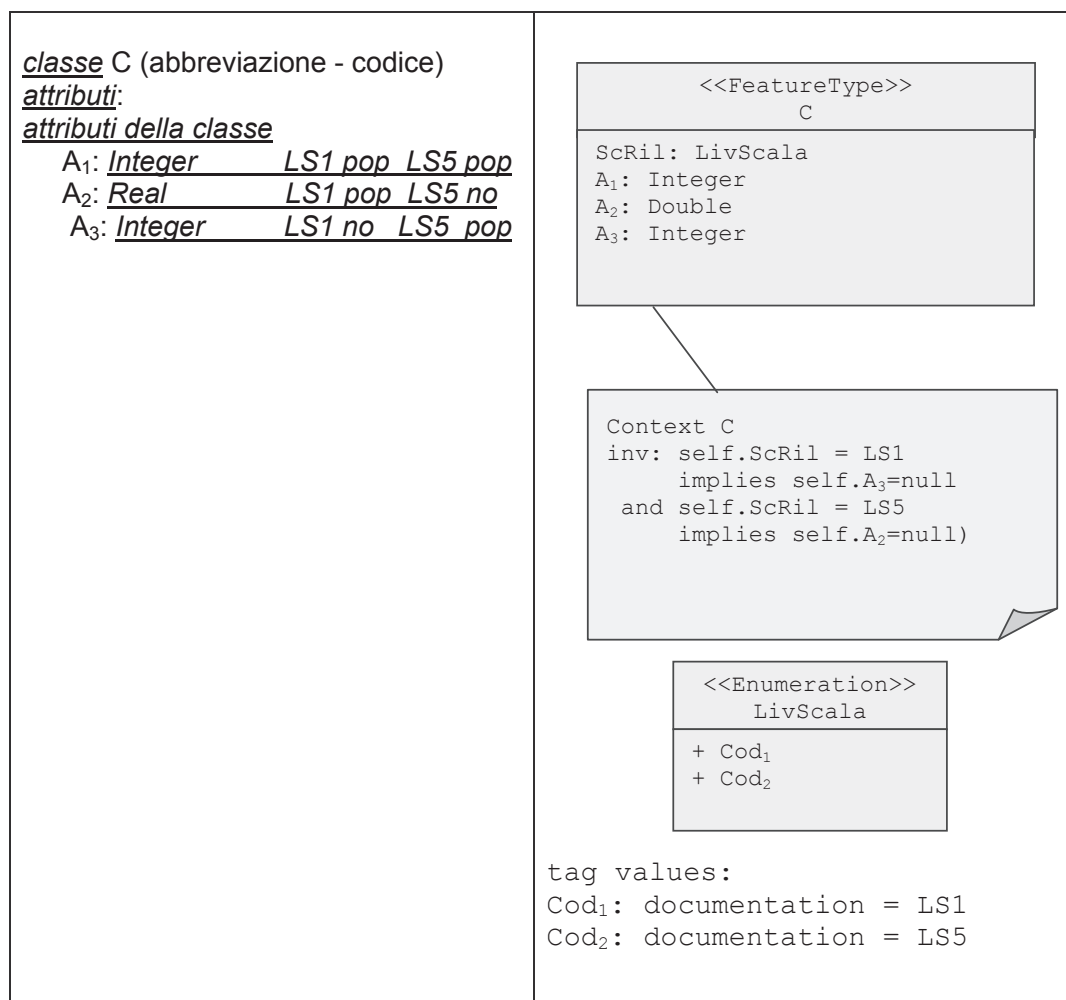 classe C (abbreviazione - codice)
attributi:
attributi della classe
A₁: Integer LS1 pop LS5 pop
A₂: Real LS1 pop LS5 no
A₃: Integer LS1 no LS5 pop
<<FeatureType>>
C
ScRil: LivScala
A₁: Integer
A₂: Double
A₃: Integer
Context C
inv: self.ScRil = LS1
implies self.A₃=null
and self.ScRil = LS5
implies self.A₂=null)
<<Enumeration>>
LivScala
+ Cod₁
+ Cod₂
tag values:
Cod₁: documentation = LS1
Cod₂: documentation = LS5